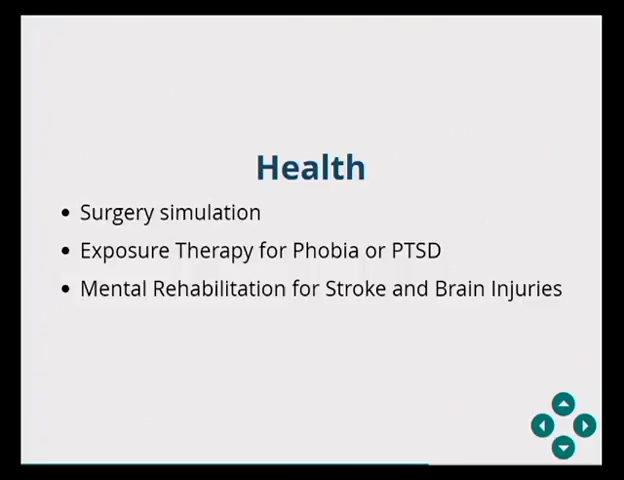 Health
• Surgery simulation
• Exposure Therapy for Phobia or PTSD
• Mental Rehabilitation for Stroke and Brain Injuries